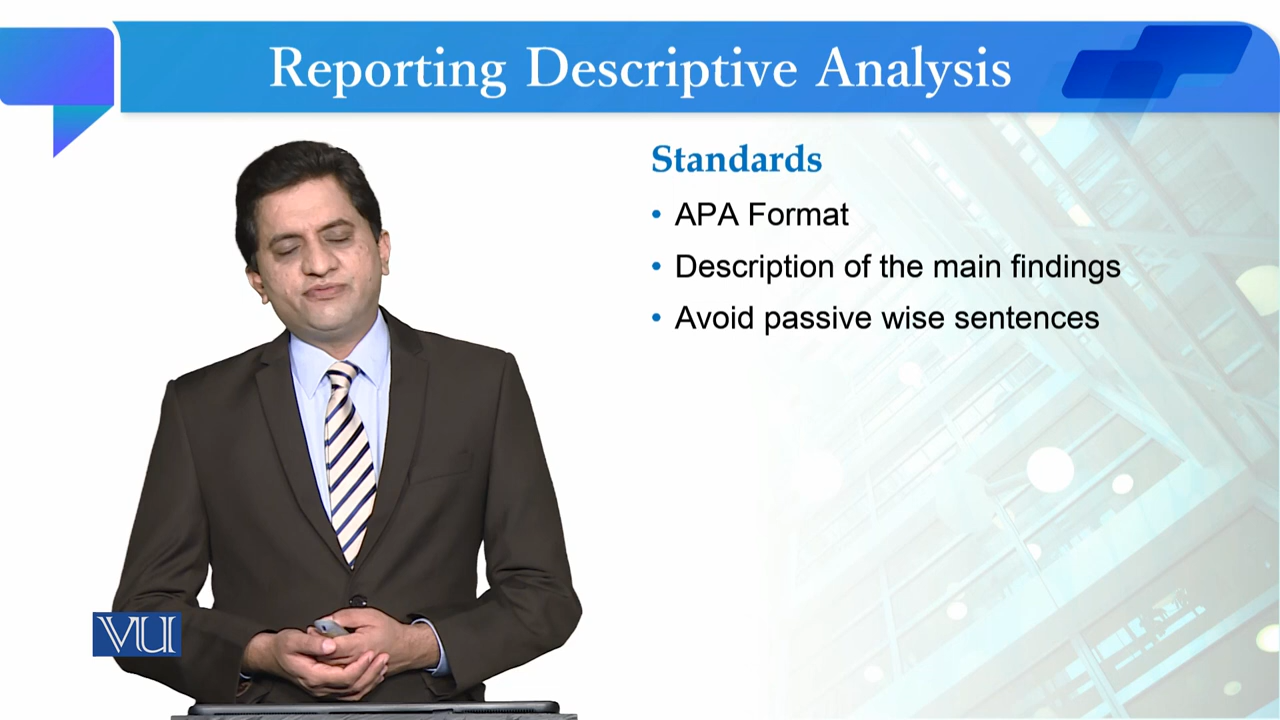 Reporting Descriptive Analysis
Standards
• APA Format
• Description of the main findings
• Avoid passive wise sentences
VU